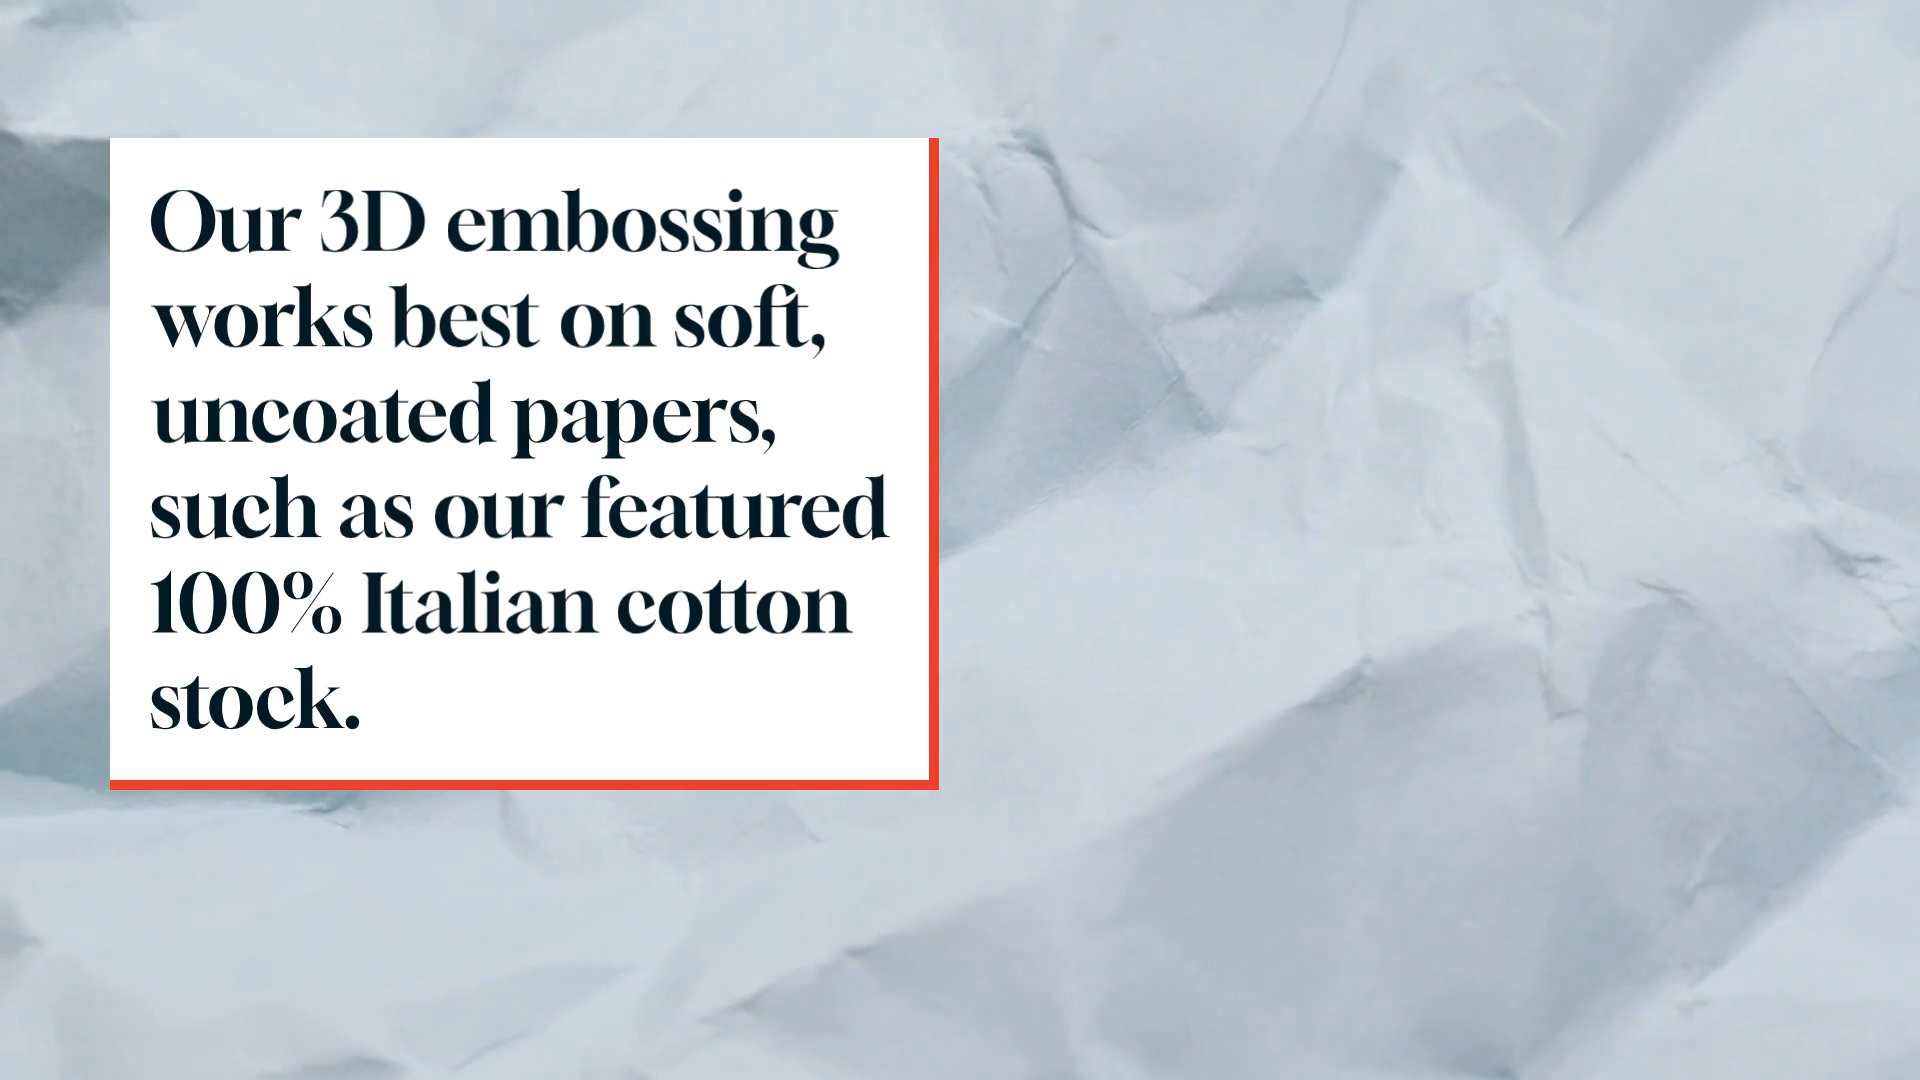 Our 3D embossing
works best on soft,
uncoated papers,
such as our featured
100% Italian cotton
stock.